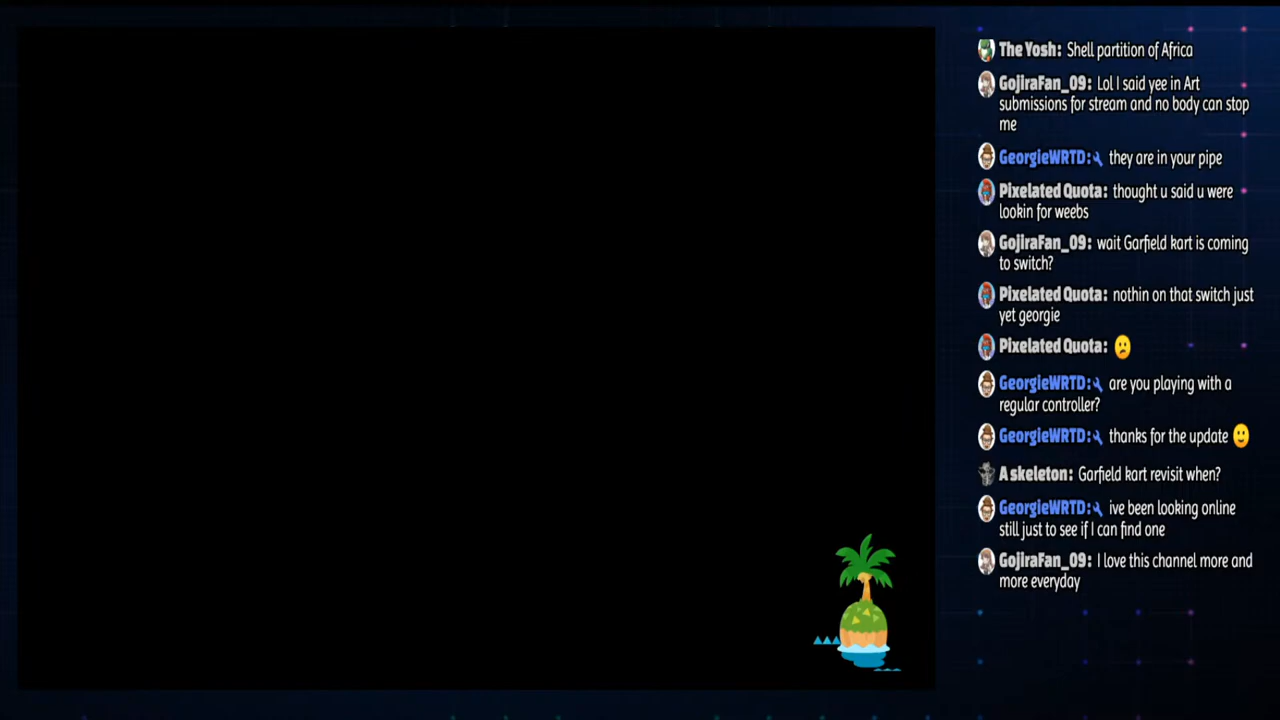 The Yosh: Shell partition of Africa
GojiraFan_09: Lol I said yee in Art
submissions for stream and no body can stop
me
GeorgieWRTD: they are in your pipe
Pixelated Quota: thought u said u were
lookin for weebs
GojiraFan_09: wait Garfield kart is coming
to switch?
Pixelated Quota: nothin on that switch just
yet georgie
Pixelated Quota: 
GeorgieWRTD: are you playing with a
regular controller?
GeorgieWRTD: thanks for the update
A skeleton: Garfield kart revisit when?
GeorgieWRTD: ive been looking online
still just to see if I can find one
GojiraFan_09: I love this channel more and
more everyday